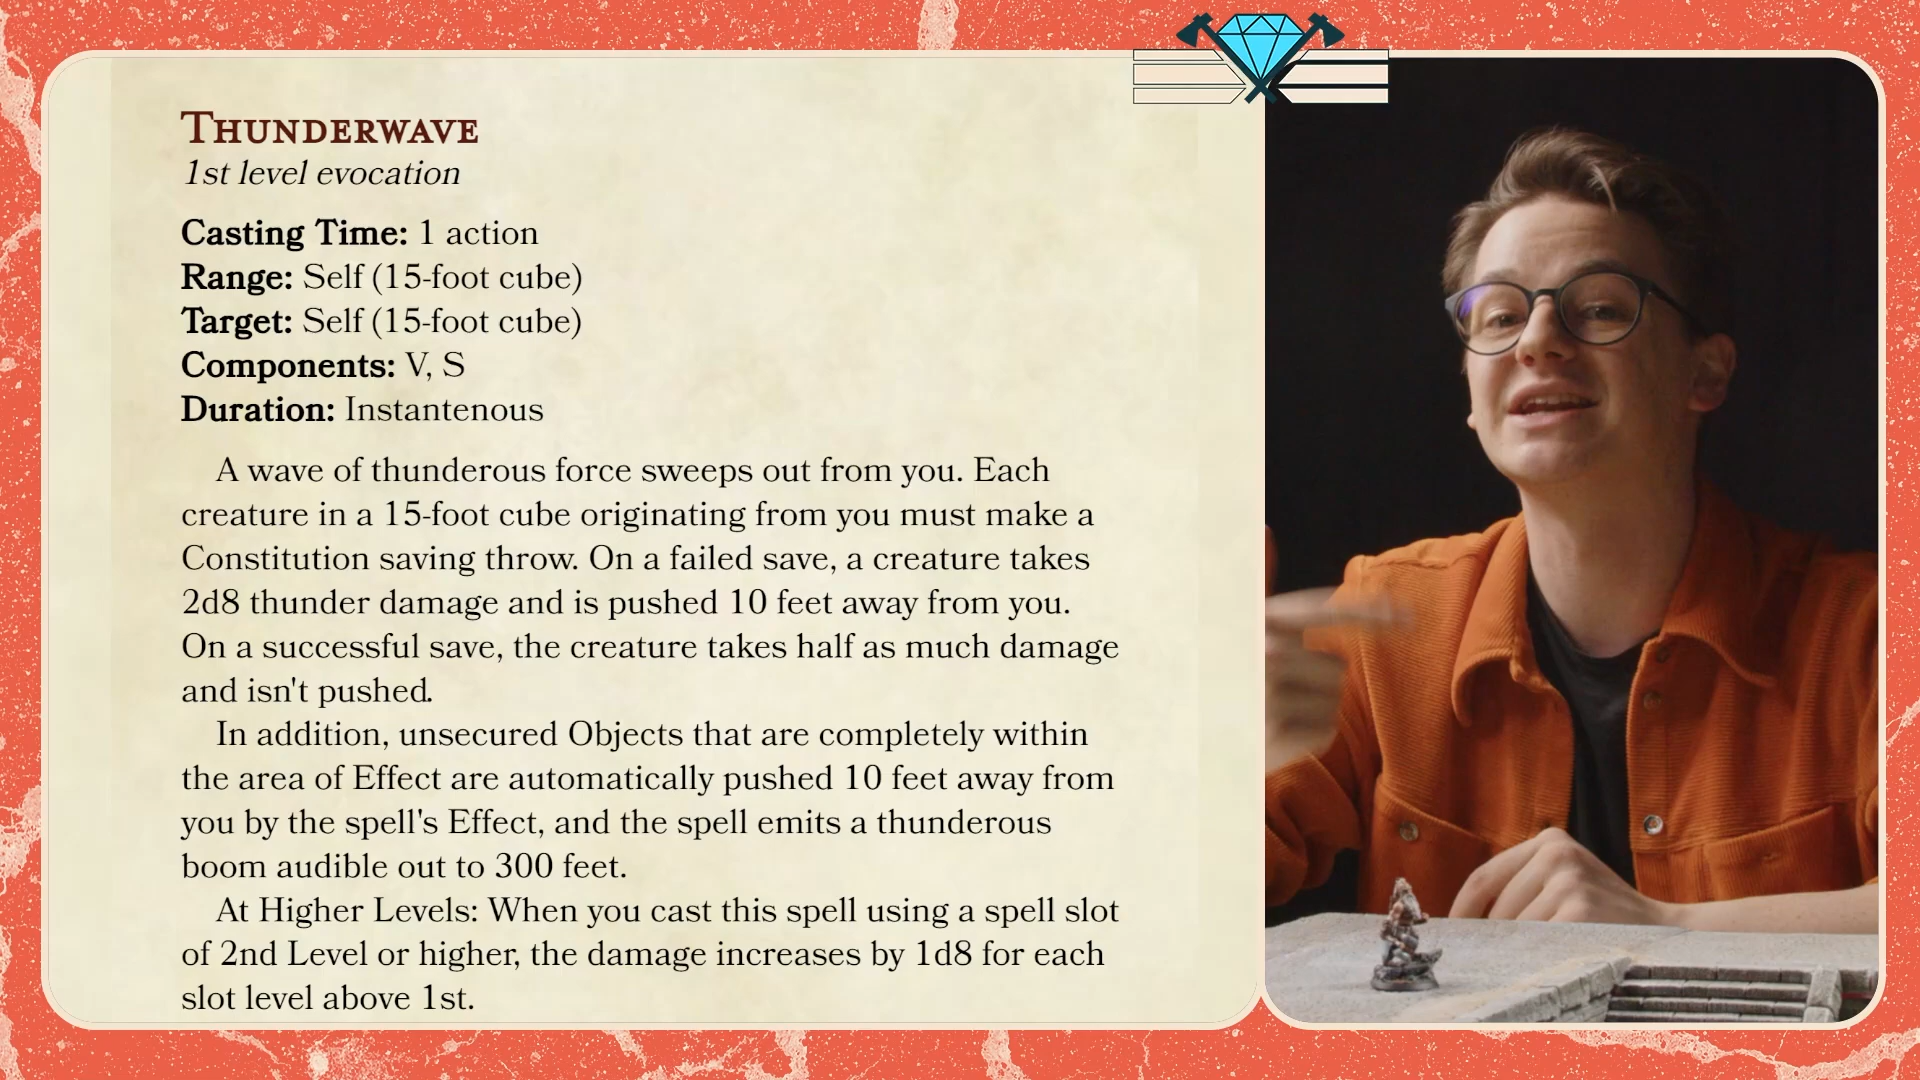 THUNDERWAVE
1st level evocation
Casting Time: 1 action
Range: Self (15-foot cube)
Target: Self (15-foot cube)
Components: V, S
Duration: Instantenous
A wave of thunderous force sweeps out from you. Each
creature in a 15-foot cube originating from you must make a
Constitution saving throw. On a failed save, a creature takes
2d8 thunder damage and is pushed 10 feet away from you.
On a successful save, the creature takes half as much damage
and isn't pushed.
In addition, unsecured Objects that are completely within
the area of Effect are automatically pushed 10 feet away from
you by the spell's Effect, and the spell emits a thunderous
boom audible out to 300 feet.
At Higher Levels: When you cast this spell using a spell slot
of 2nd Level or higher, the damage increases by 1d8 for each
slot level above 1st.